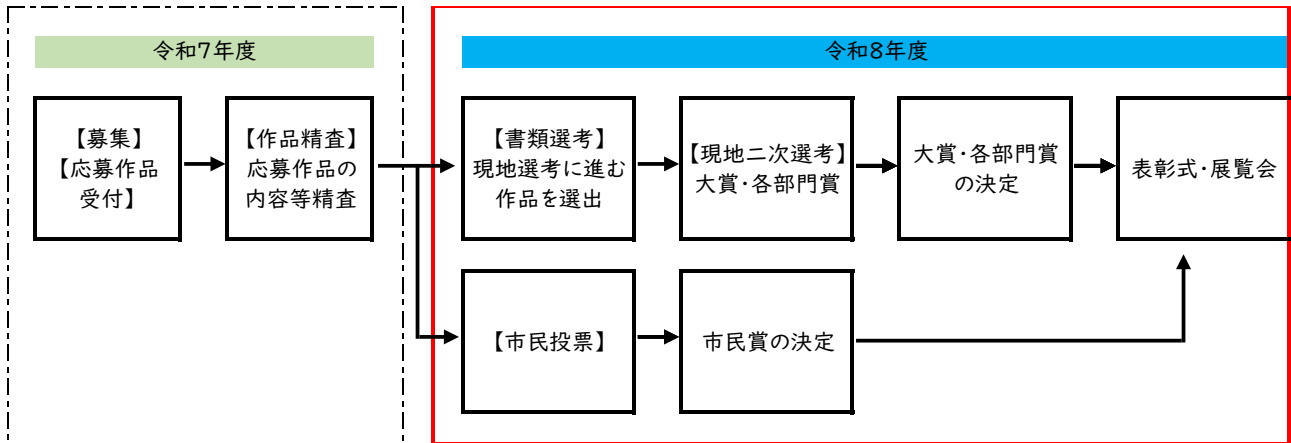 令和7年度
令和8年度
【募集】
【応募作品
受付】
【作品精査】
応募作品の
内容等精査
【書類選考】
現地選考に進む
作品を選出
【現地二次選考】
大賞・各部門賞
大賞・各部門賞
の決定
表彰式・展覧会
【市民投票】
市民賞の決定